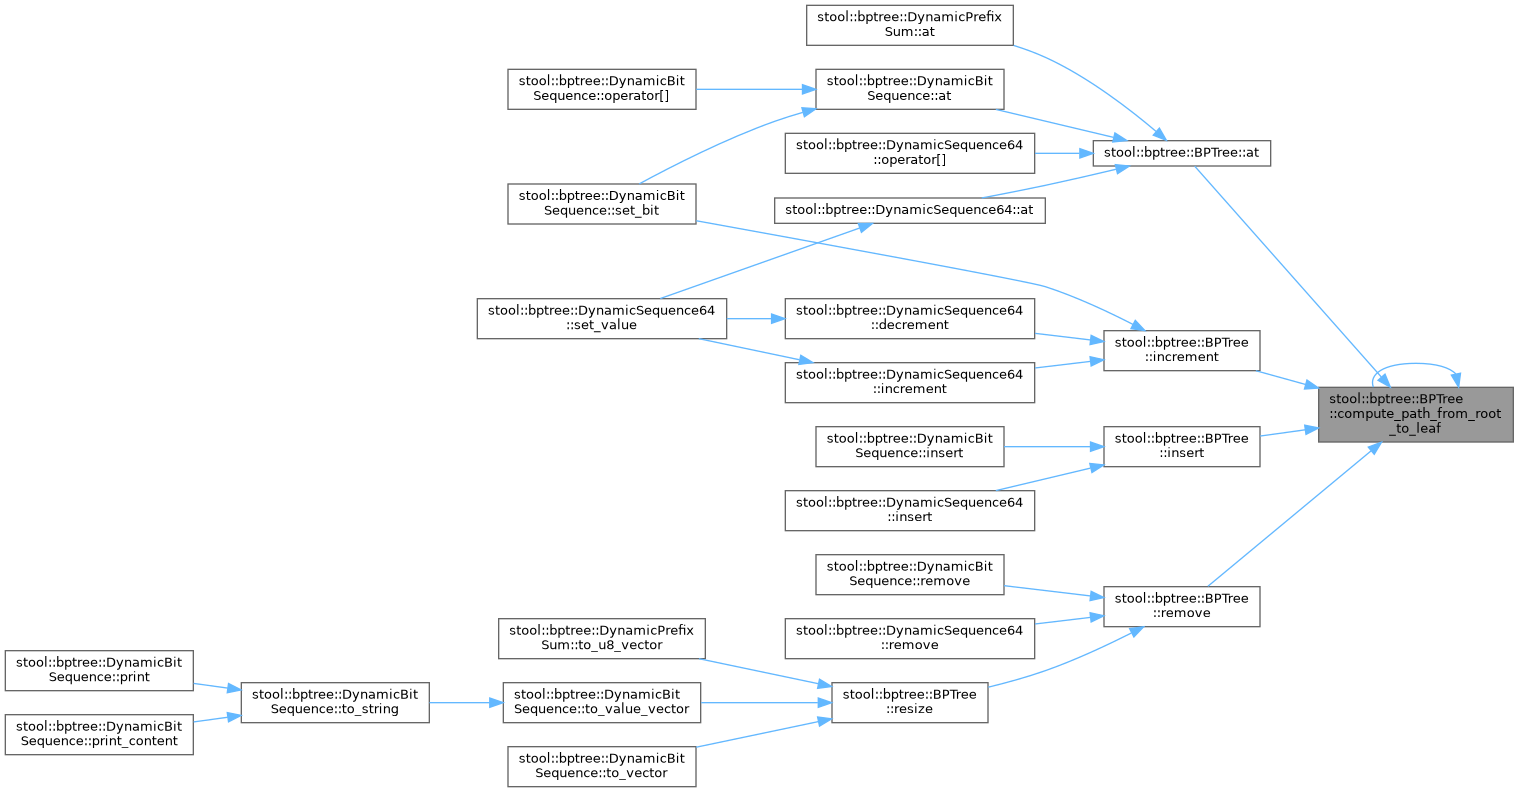 stool::bptree::DynamicPrefix
Sum::at
stool::bptree::DynamicBit
Sequence::operator[]
stool::bptree::DynamicBit
Sequence::at
stool::bptree::DynamicSequence64
::operator[]
stool::bptree::BPTree::at
stool::bptree::DynamicBit
Sequence::set_bit
stool::bptree::DynamicSequence64::at
stool::bptree::DynamicSequence64
::set_value
stool::bptree::DynamicSequence64
::decrement
stool::bptree::BPTree
::increment
stool::bptree::DynamicSequence64
::increment
stool::bptree::BPTree
::compute_path_from_root
_to_leaf
stool::bptree::DynamicBit
Sequence::insert
stool::bptree::BPTree
::insert
stool::bptree::DynamicSequence64
::insert
stool::bptree::DynamicBit
Sequence::remove
stool::bptree::BPTree
::remove
stool::bptree::DynamicSequence64
::remove
stool::bptree::DynamicPrefix
Sum::to_u8_vector
stool::bptree::DynamicBit
Sequence::print
stool::bptree::DynamicBit
Sequence::to_string
stool::bptree::DynamicBit
Sequence::to_value_vector
stool::bptree::BPTree
::resize
stool::bptree::DynamicBit
Sequence::print_content
stool::bptree::DynamicBit
Sequence::to_vector